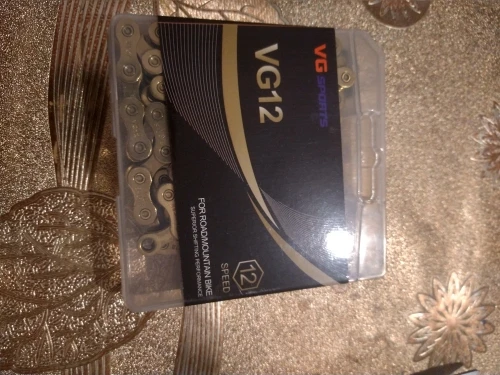 VG SPORTS
VG12
FOR ROAD/MOUNTAIN BIKE
SUPERIOR SHIFTING PERFORMANCE
12
SPEED